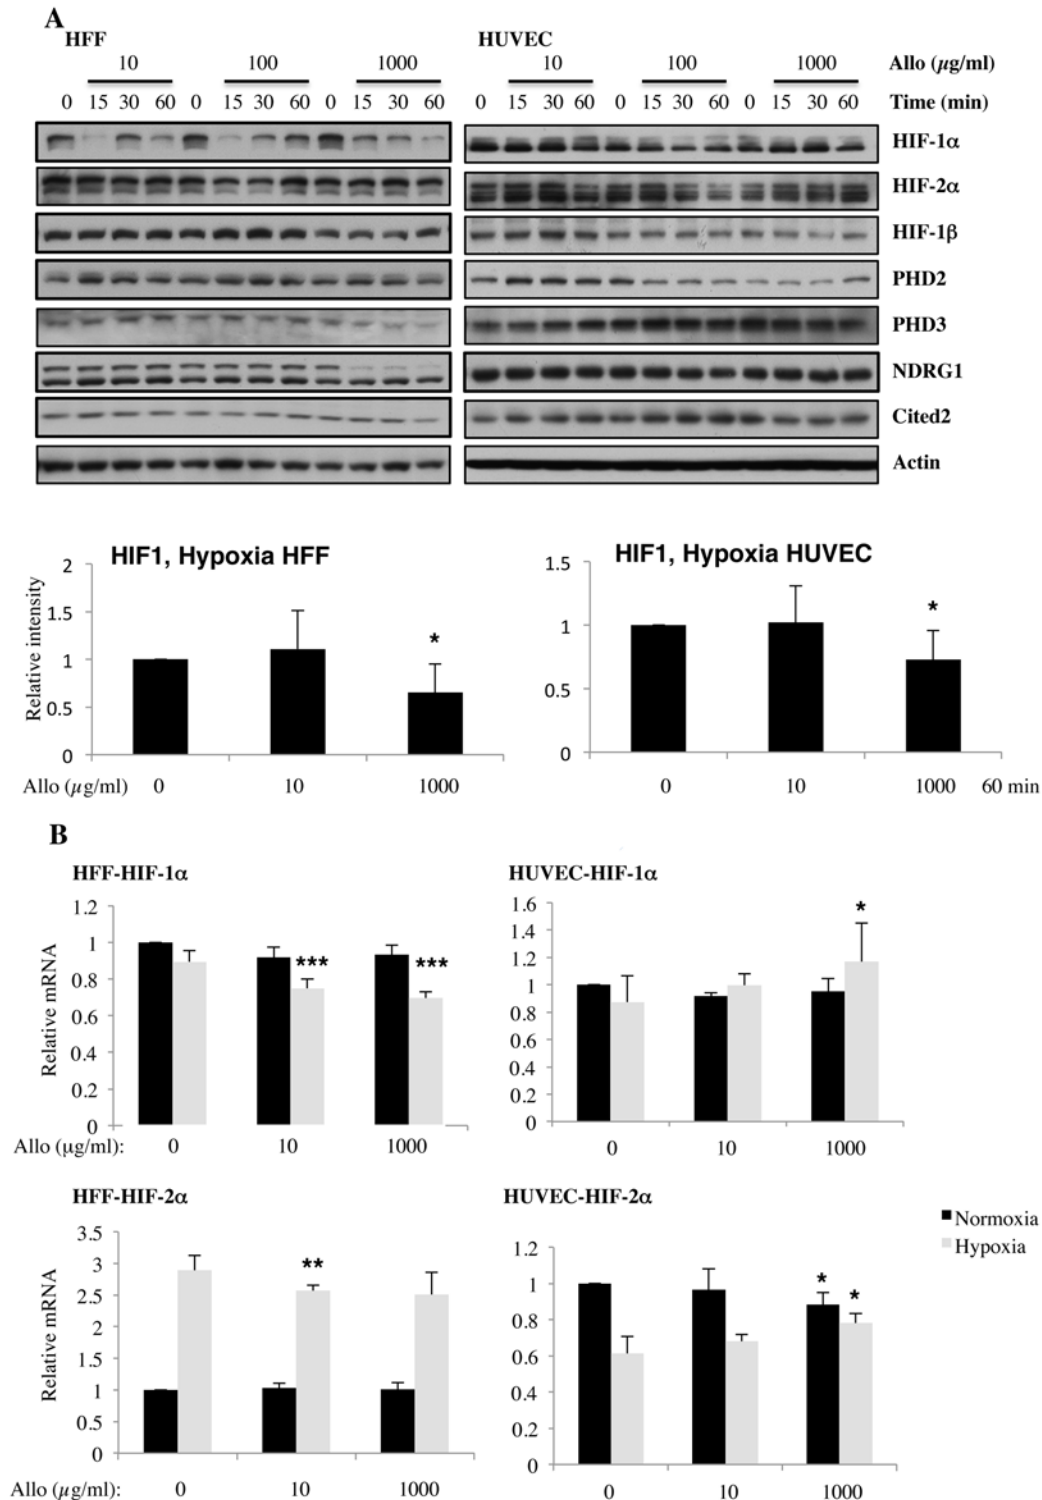 A
HFF HUVEC
10 100 1000 10 100 1000 Allo (µg/ml)
0 15 30 60 0 15 30 60 0 15 30 60 0 15 30 60 0 15 30 60 0 15 30 60 Time (min)
HIF-1α
HIF-2α
HIF-1β
PHD2
PHD3
NDRG1
Cited2
Actin
HIF1, Hypoxia HFF
Relative intensity
2
1.5
1
0.5
0
*
Allo (µg/ml) 0 10 1000
HIF1, Hypoxia HUVEC
1.5
1
0.5
0
*
0 10 1000 60 min
B
HFF-HIF-1α
Relative mRNA
1.2
1
0.8
0.6
0.4
0.2
0
*** ***
Allo (µg/ml): 0 10 1000
HUVEC-HIF-1α
1.6
1.4
1.2
1
0.8
0.6
0.4
0.2
0
*
0 10 1000
HFF-HIF-2α
Relative mRNA
3.5
3
2.5
2
1.5
1
0.5
0
**
Allo (µg/ml): 0 10 1000
HUVEC-HIF-2α
1.2
1
0.8
0.6
0.4
0.2
0
* *
0 10 1000
Normoxia
Hypoxia